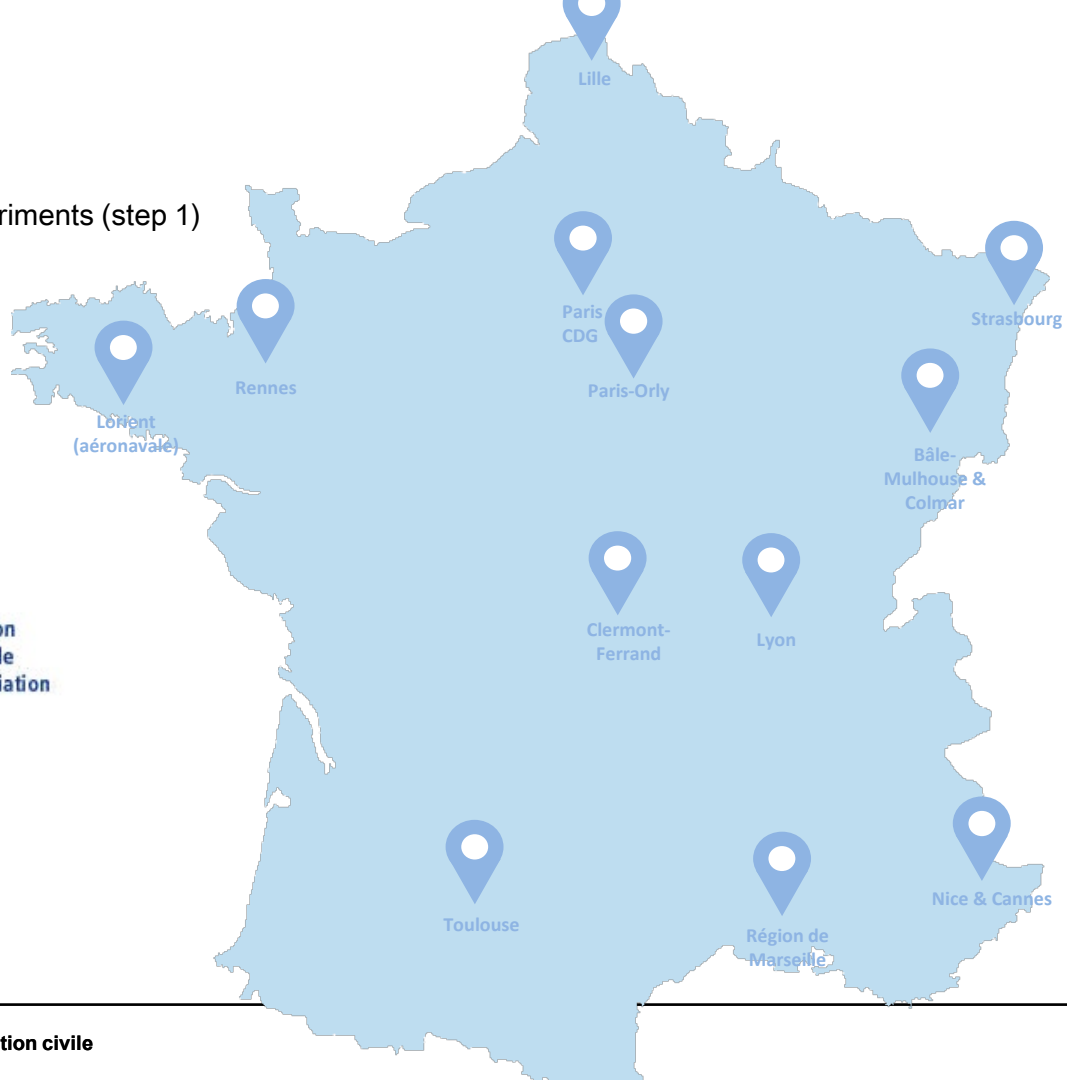 Lille
riments (step 1)
Paris
CDG
Strasbourg
Rennes
Paris-Orly
Lorient
(aéronavale)
Bâle-
Mulhouse &
Colmar
on
le
iation
Clermont-
Ferrand
Lyon
Nice & Cannes
Toulouse
Région de
Marseille
tion civile